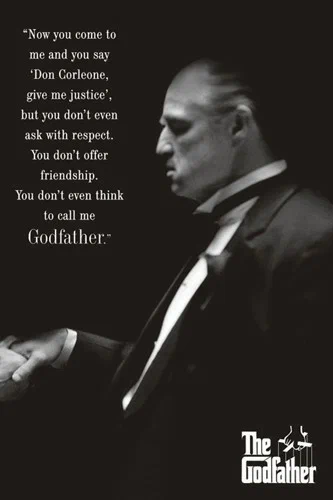 “Now you come to
me and you say
‘Don Corleone,
give me justice’,
but you don’t even
ask with respect.
You don’t offer
friendship.
You don’t even think
to call me
Godfather.™
The
Godfather